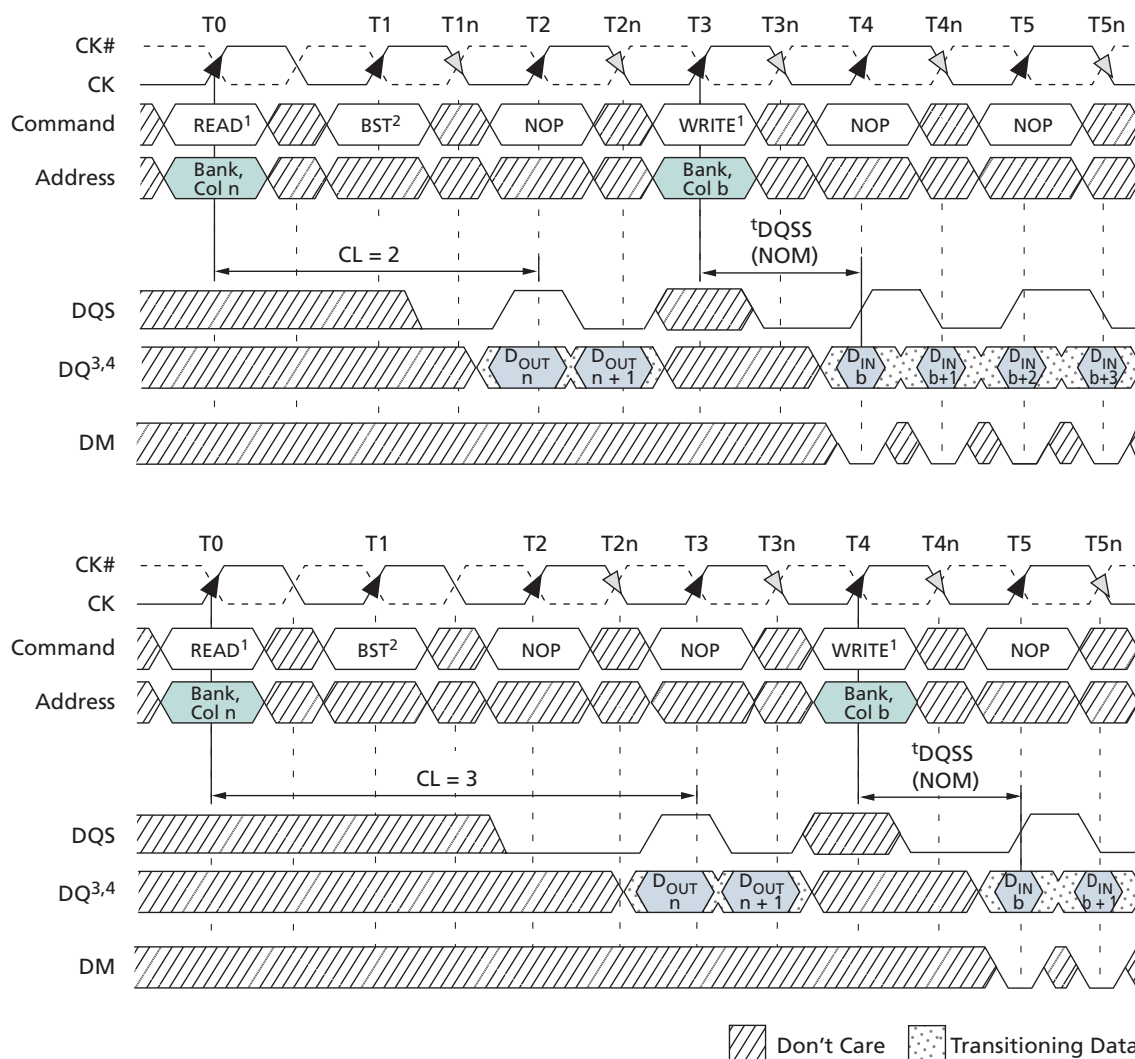 T0 T1 T1n T2 T2n T3 T3n T4 T4n T5 T5n
CK#
CK
Command READ¹ BST² NOP WRITE¹ NOP NOP
Address Bank, Col n Bank, Col b
CL = 2
tDQSS
(NOM)
DQS
DQ³,⁴ DOUT n DOUT n + 1 DIN b DIN b+1 DIN b+2 DIN b+3
DM
T0 T1 T2 T2n T3 T3n T4 T4n T5 T5n
CK#
CK
Command READ¹ BST² NOP NOP WRITE¹ NOP
Address Bank, Col n Bank, Col b
CL = 3
tDQSS
(NOM)
DQS
DQ³,⁴ DOUT n DOUT n + 1 DIN b DIN b + 1
DM
Don't Care Transitioning Data